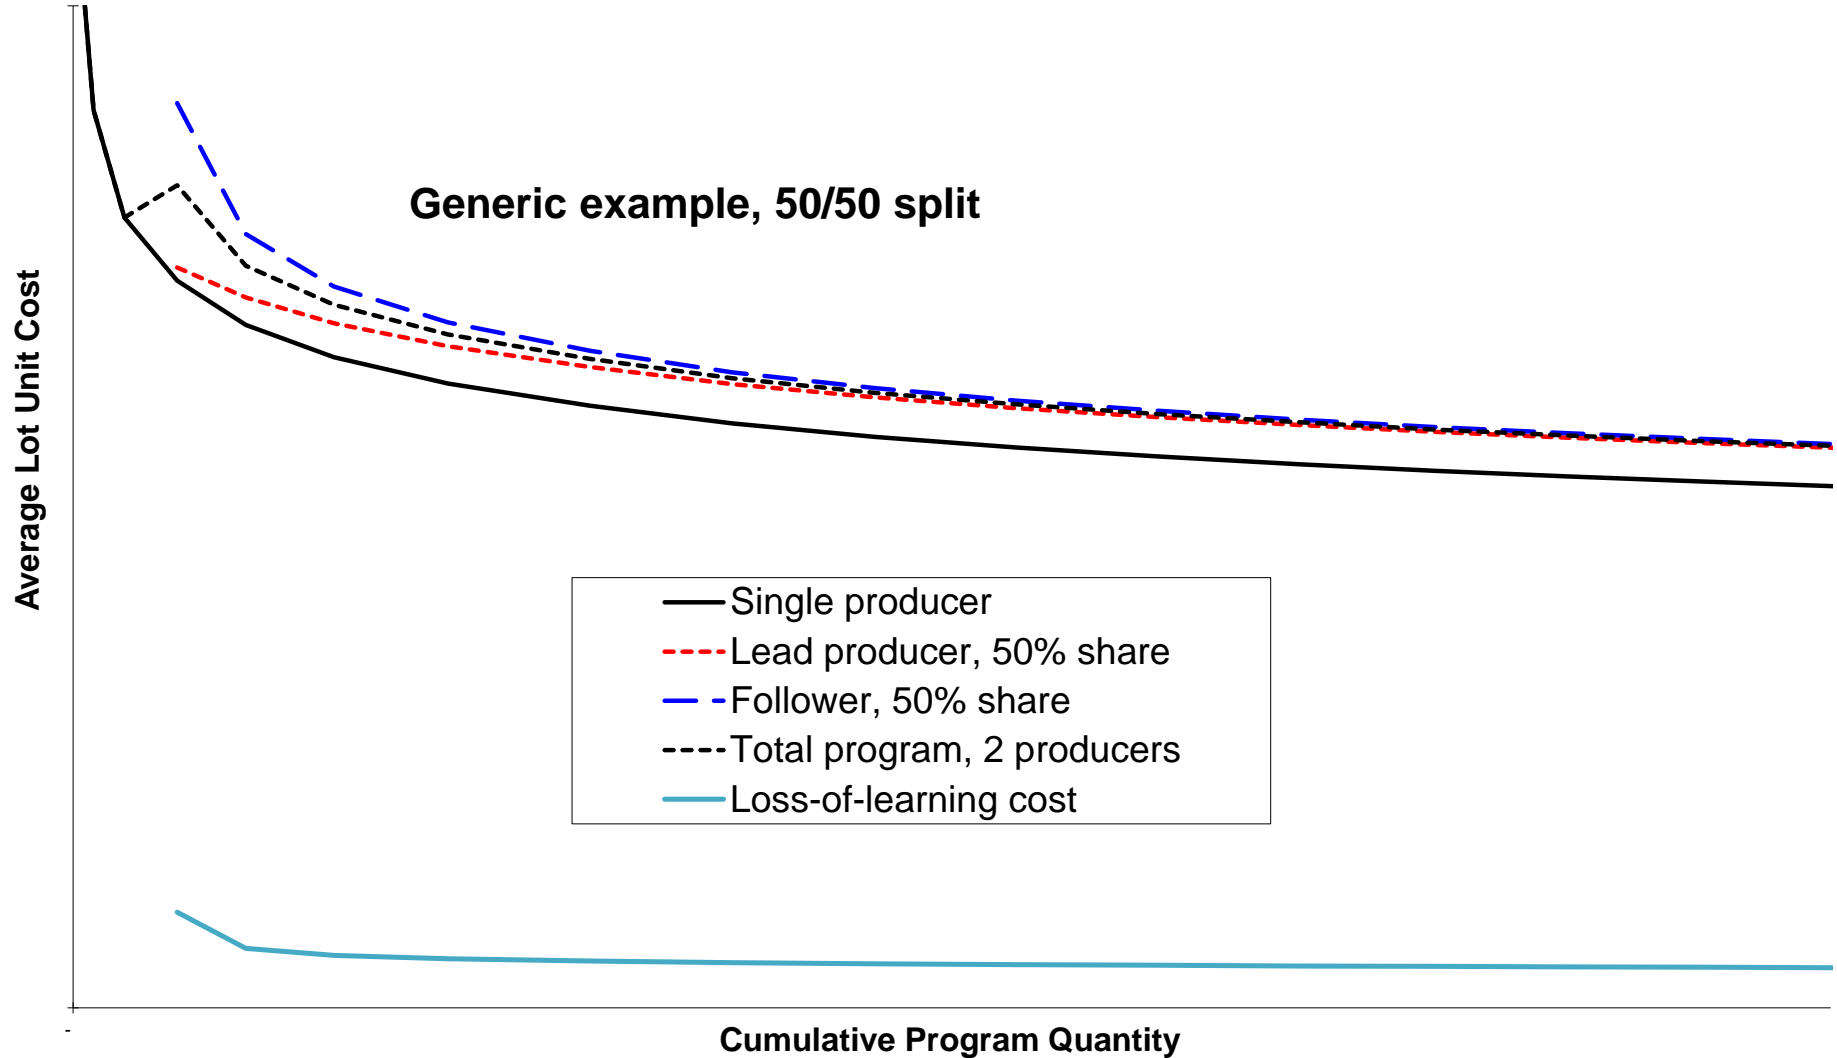 Generic example, 50/50 split
Average Lot Unit Cost
Single producer
Lead producer, 50% share
Follower, 50% share
Total program, 2 producers
Loss-of-learning cost
-
Cumulative Program Quantity